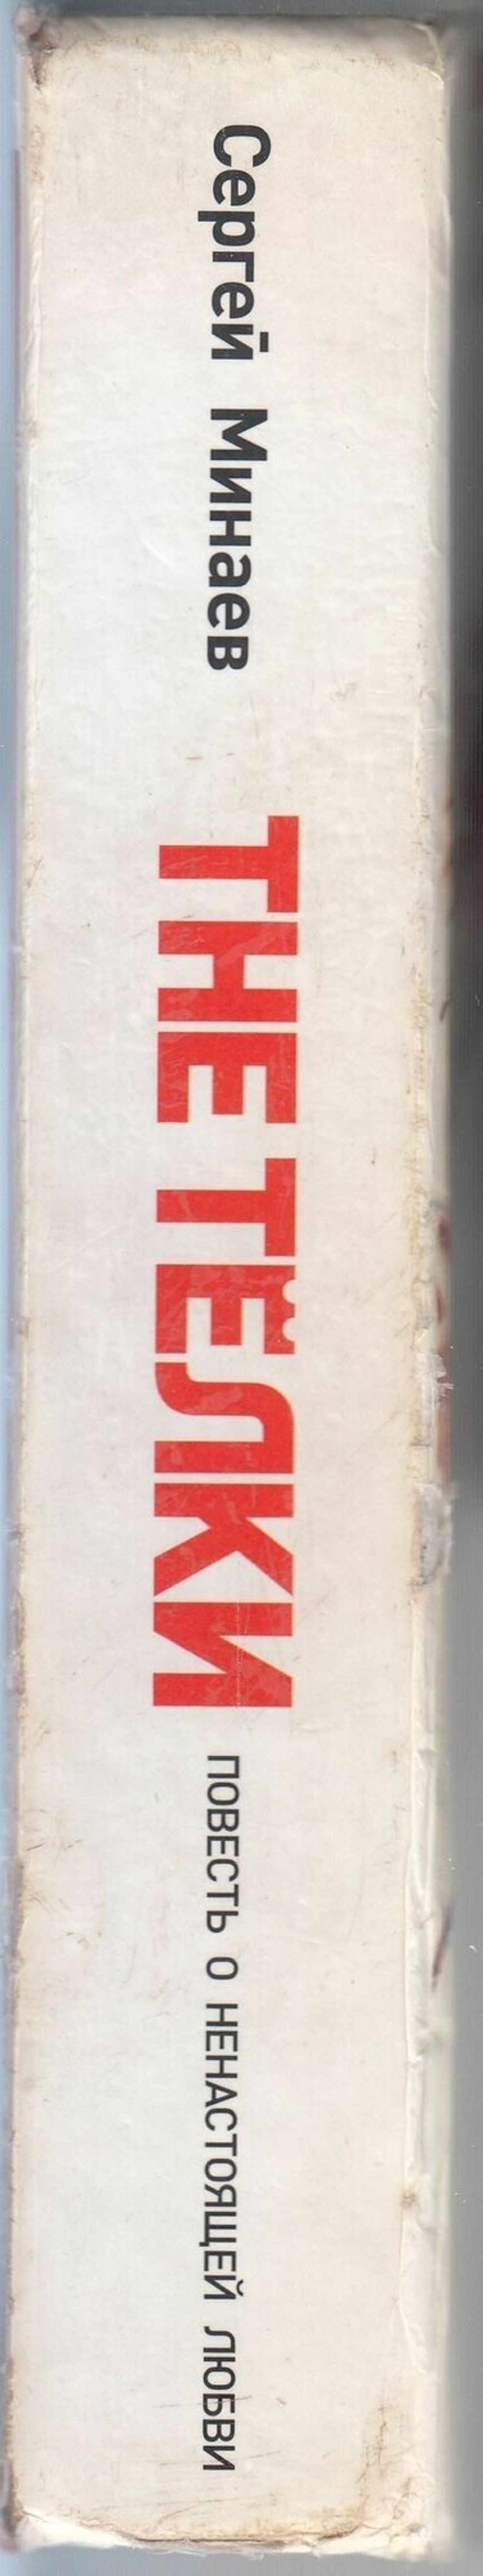 Сергей Минаев THE ТЁЛКИ ПОВЕСТЬ О НЕНАСТОЯЩЕЙ ЛЮБВИ